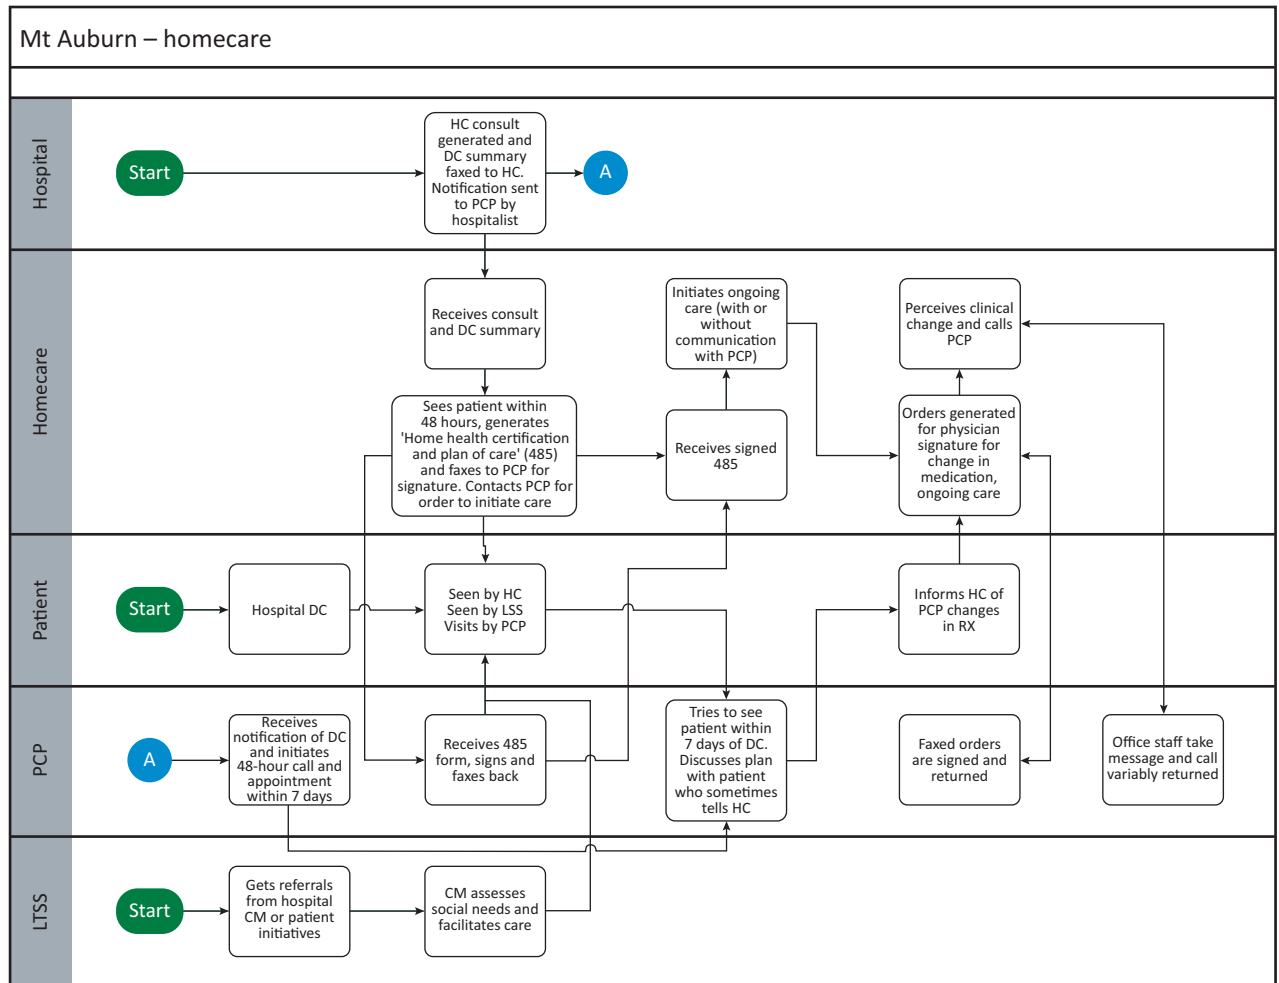 Mt Auburn – homecare
Hospital
Start
HC consult
generated and
DC summary
faxed to HC.
Notification sent
to PCP by
hospitalist
A
Homecare
Receives consult
and DC summary
Initiates ongoing
care (with or
without
communication
with PCP)
Perceives clinical
change and calls
PCP
Sees patient within
48 hours, generates
'Home health certification
and plan of care' (485)
and faxes to PCP for
signature. Contacts PCP for
order to initiate care
Receives signed
485
Orders generated
for physician
signature for
change in
medication,
ongoing care
Patient
Start
Hospital DC
Seen by HC
Seen by LSS
Visits by PCP
Informs HC of
PCP changes
in RX
PCP
A
Receives
notification of DC
and initiates
48-hour call and
appointment
within 7 days
Receives 485
form, signs and
faxes back
Tries to see
patient within
7 days of DC.
Discusses plan
with patient
who sometimes
tells HC
Faxed orders
are signed and
returned
Office staff take
message and call
variably returned
LTSS
Start
Gets referrals
from hospital
CM or patient
initiatives
CM assesses
social needs and
facilitates care